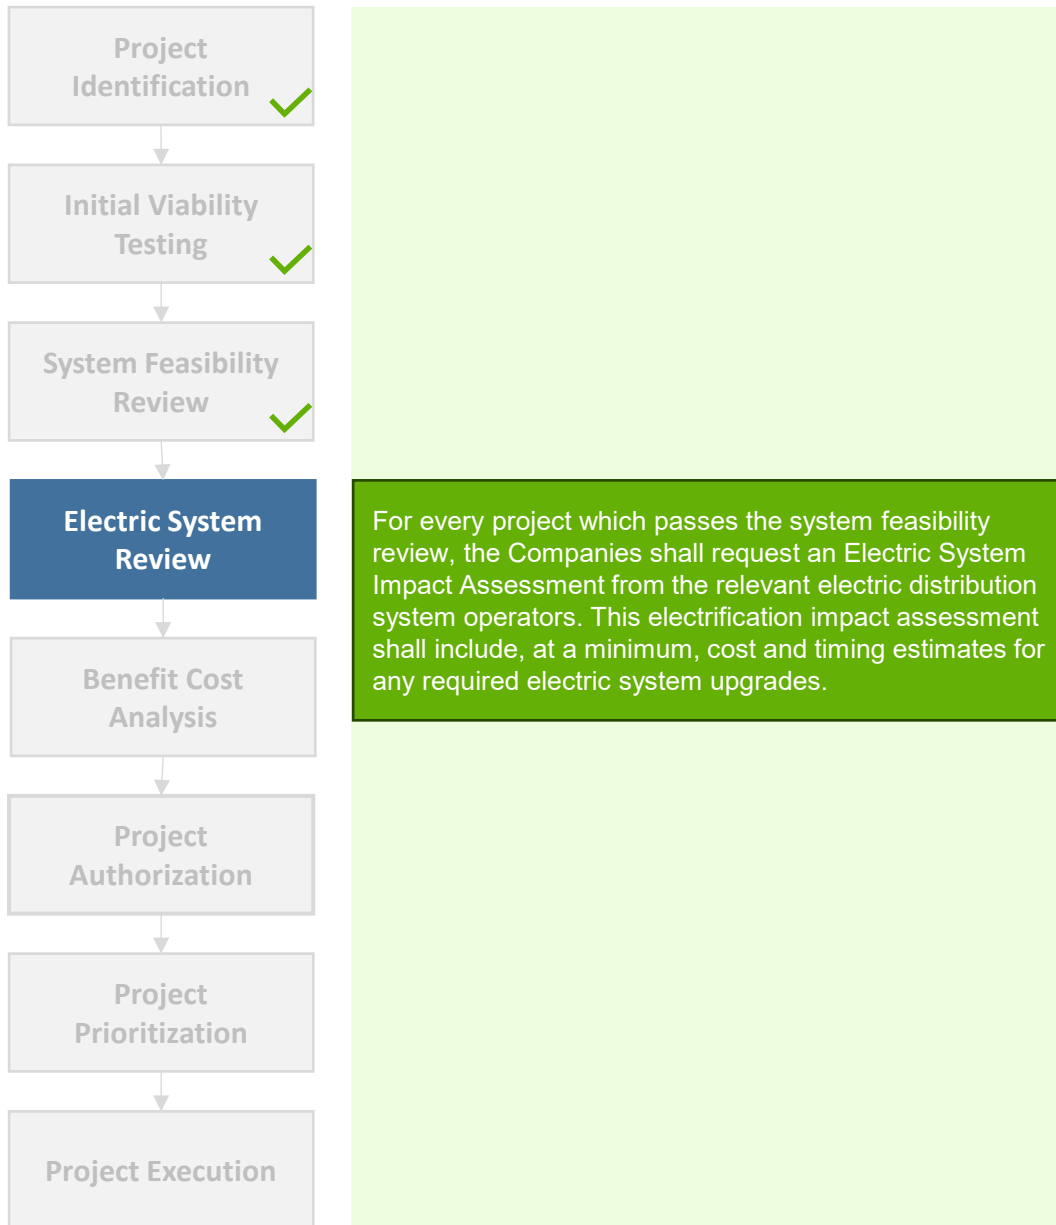 Project
Identification
Initial Viability
Testing
System Feasibility
Review
Electric System
Review
For every project which passes the system feasibility
review, the Companies shall request an Electric System
Impact Assessment from the relevant electric distribution
system operators. This electrification impact assessment
shall include, at a minimum, cost and timing estimates for
any required electric system upgrades.
Benefit Cost
Analysis
Project
Authorization
Project
Prioritization
Project Execution